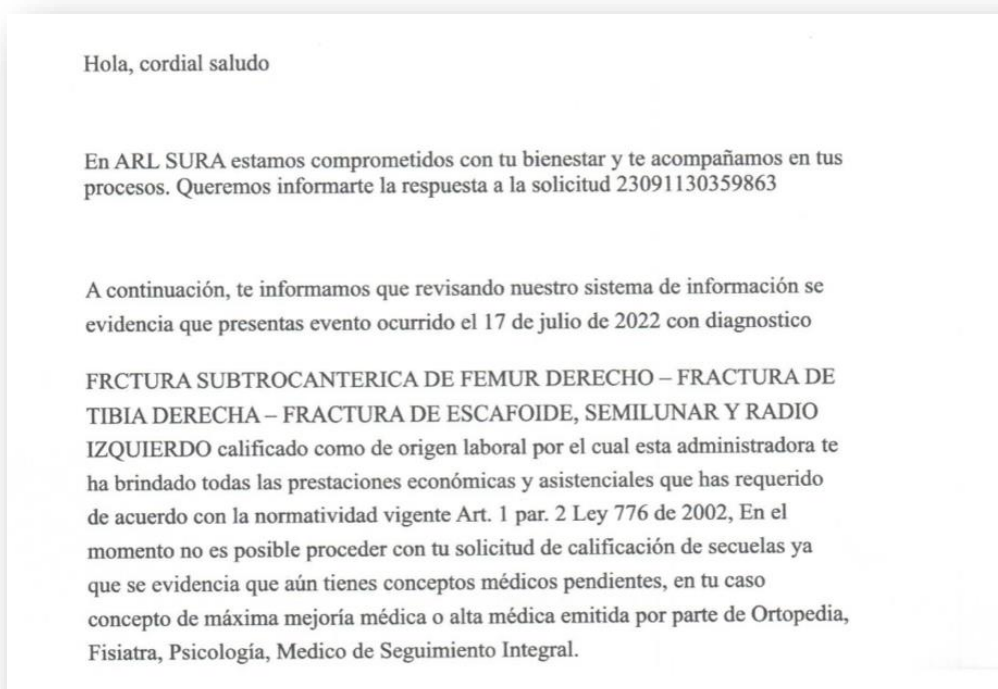 Hola, cordial saludo
En ARL SURA estamos comprometidos con tu bienestar y te acompañamos en tus
procesos. Queremos informarte la respuesta a la solicitud 23091130359863
A continuación, te informamos que revisando nuestro sistema de información se
evidencia que presentas evento ocurrido el 17 de julio de 2022 con diagnostico
FRCTURA SUBTROCANTERICA DE FEMUR DERECHO – FRACTURA DE
TIBIA DERECHA – FRACTURA DE ESCAFOIDE, SEMILUNAR Y RADIO
IZQUIERDO calificado como de origen laboral por el cual esta administradora te
ha brindado todas las prestaciones económicas y asistenciales que has requerido
de acuerdo con la normatividad vigente Art. 1 par. 2 Ley 776 de 2002, En el
momento no es posible proceder con tu solicitud de calificación de secuelas ya
que se evidencia que aún tienes conceptos médicos pendientes, en tu caso
concepto de máxima mejoría médica o alta médica emitida por parte de Ortopedia,
Fisiatra, Psicología, Medico de Seguimiento Integral.